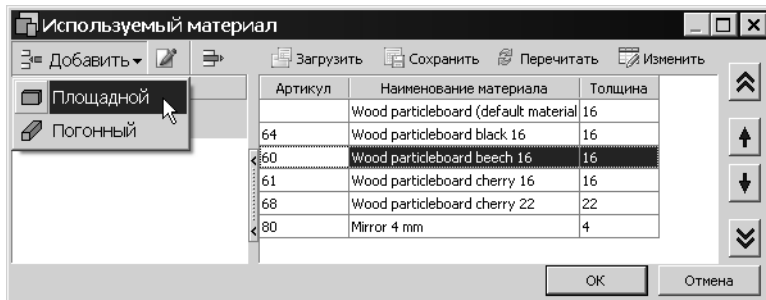 Используемый материал
Добавить Загрузить Сохранить Перечитать Изменить
Площадной
Погонный
Артикул Наименование материала Толщина
Wood particleboard (default material 16
64 Wood particleboard black 16 16
60 Wood particleboard beech 16 16
61 Wood particleboard cherry 16 16
68 Wood particleboard cherry 22 22
80 Mirror 4 mm 4
OK Отмена